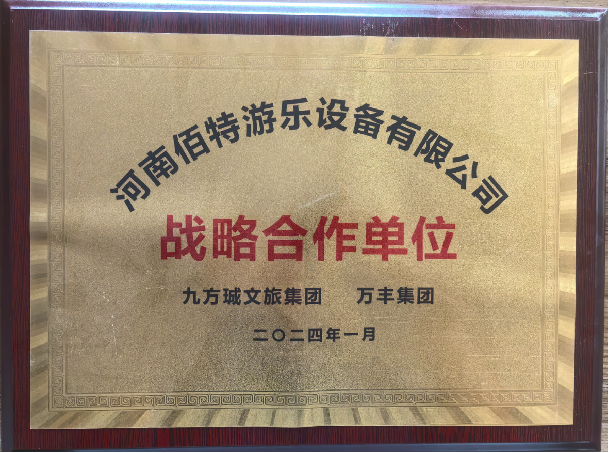 河南佰特游乐设备有限公司
战略合作单位
九方珹文旅集团 万丰集团
二〇二四年一月